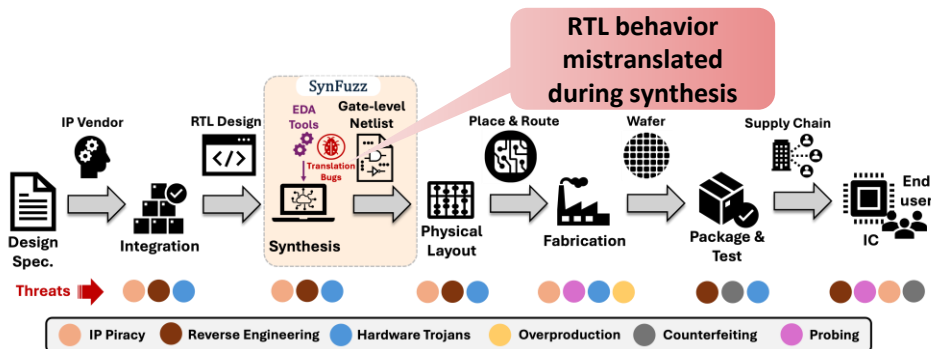 RTL behavior
mistranslated
during synthesis
SynFuzz
EDA
Tools
Gate-level
Netlist
Translation
Bugs
IP Vendor
RTL Design
Place & Route
Wafer
Supply Chain
</>
Design
Spec.
Integration
Synthesis
Physical
Layout
Fabrication
Package &
Test
IC
End
user
Threats
IP Piracy
Reverse Engineering
Hardware Trojans
Overproduction
Counterfeiting
Probing